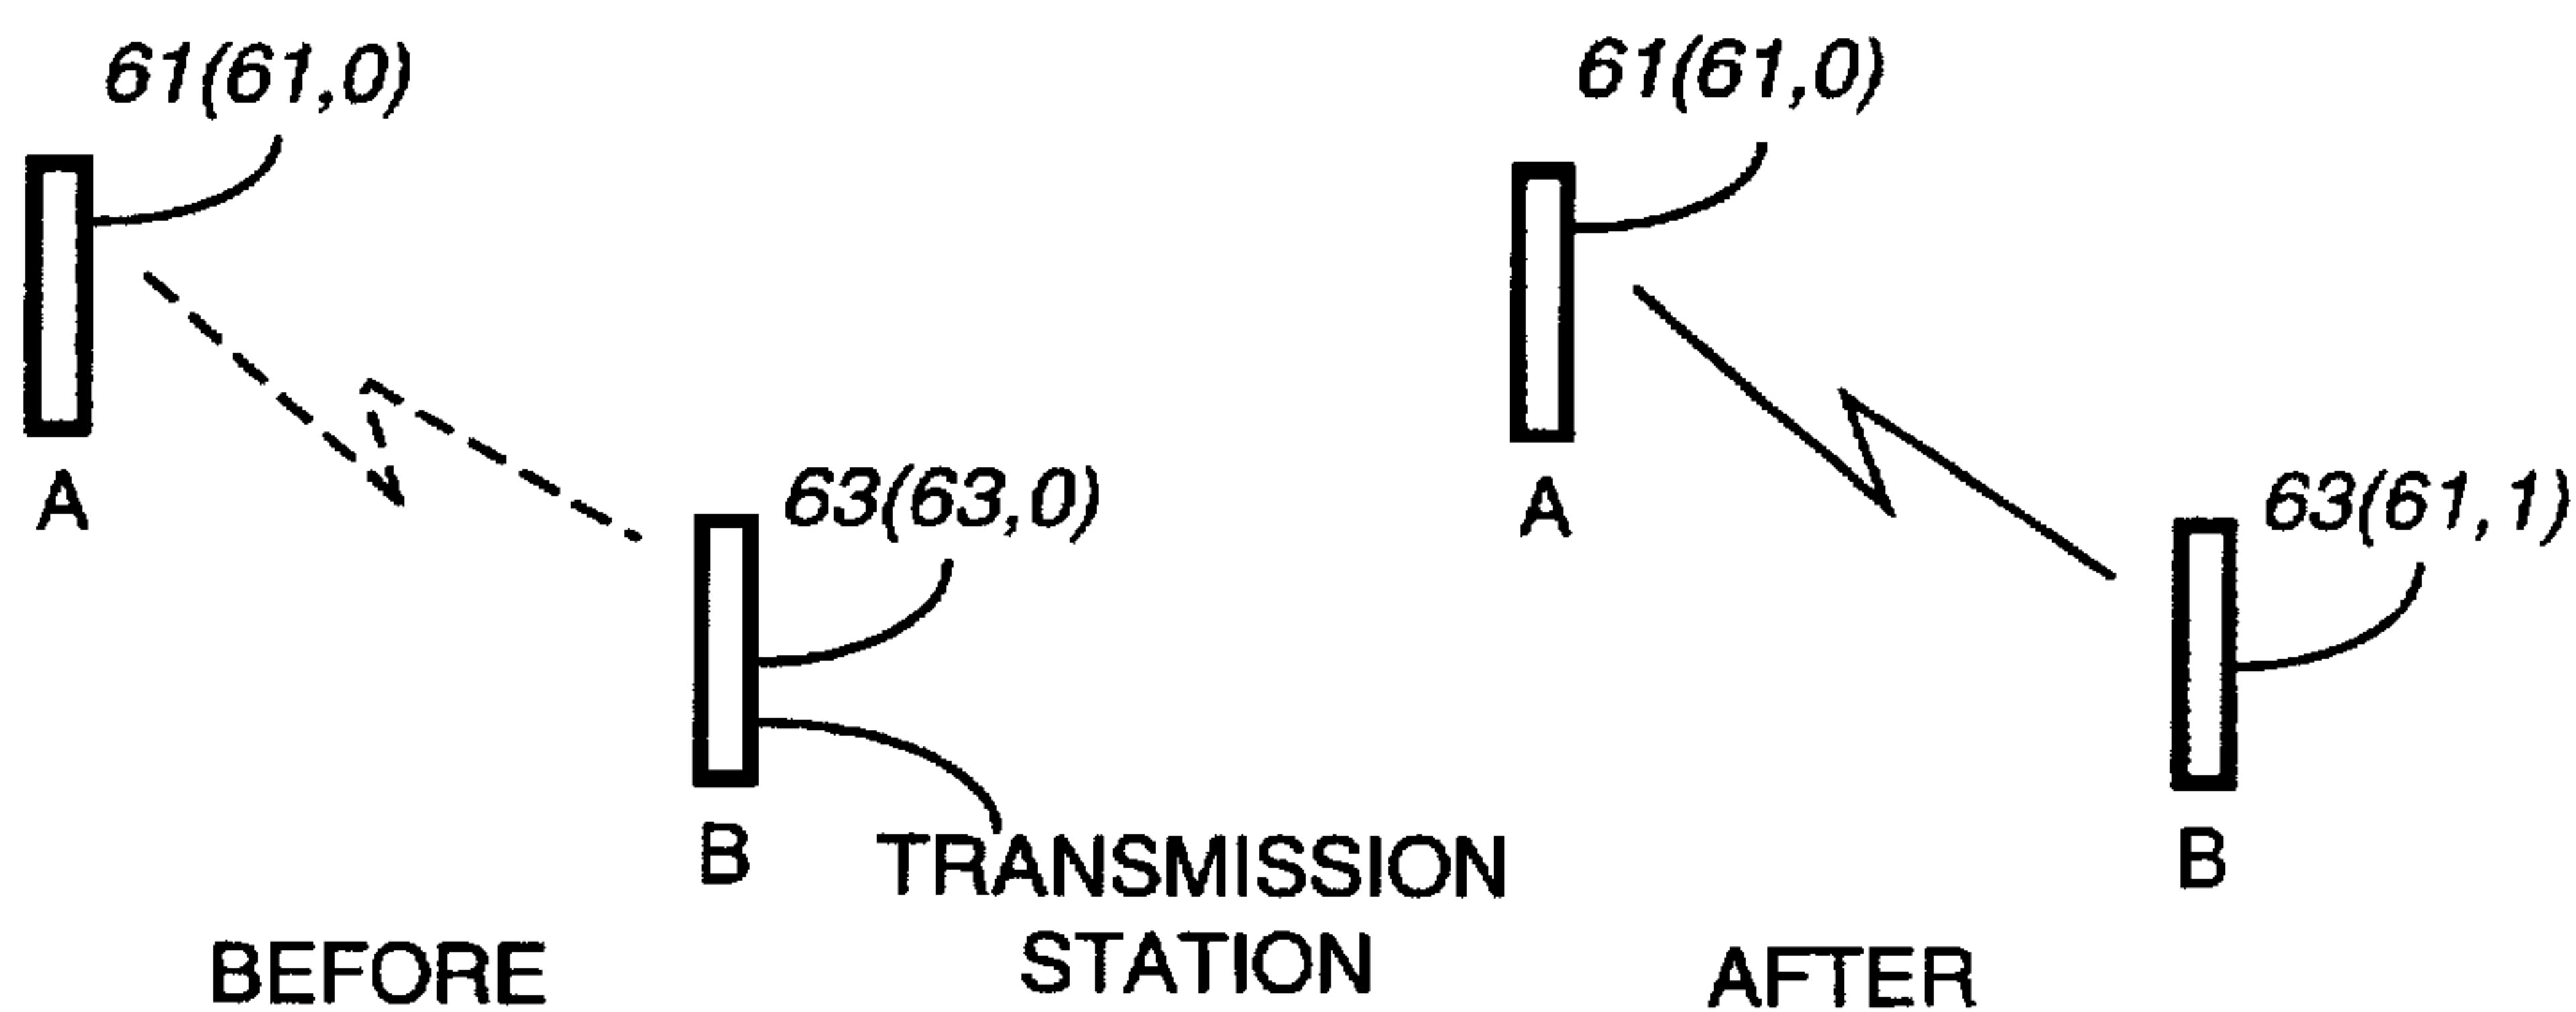 61(61,0)
A
63(63,0)
B
TRANSMISSION
STATION
BEFORE
61(61,0)
A
63(61,1)
B
AFTER